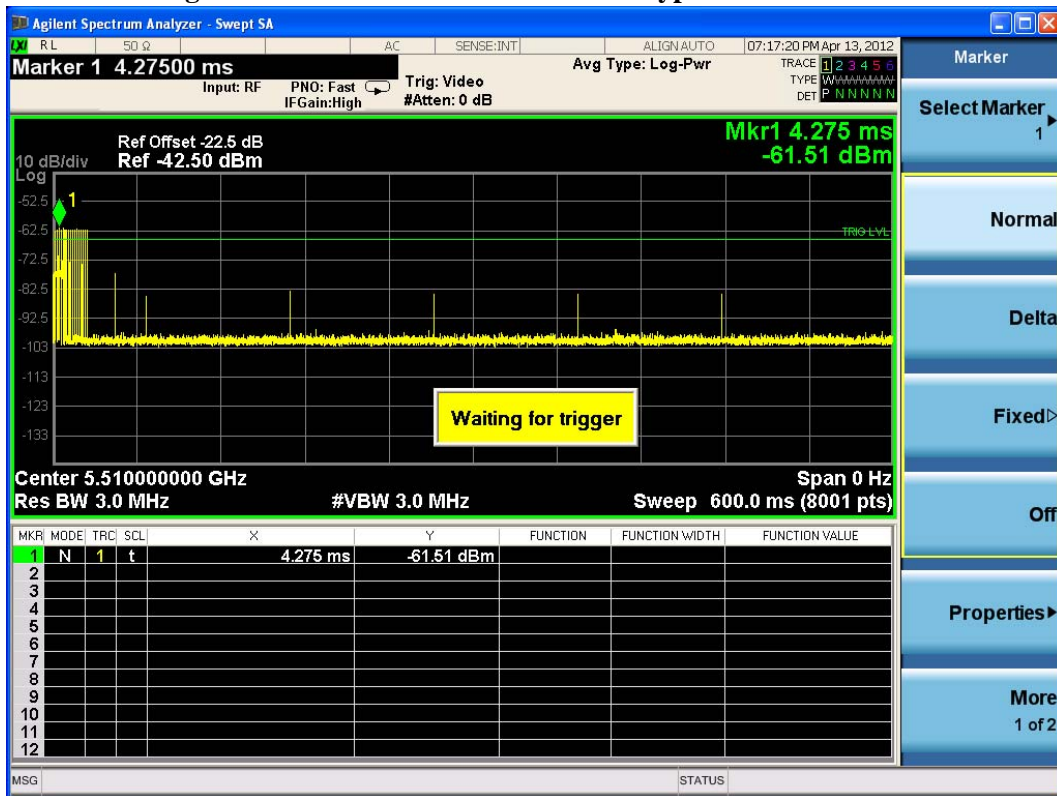 Agilent Spectrum Analyzer - Swept SA
LXI RL 50 Ω AC SENSE:INT ALIGN AUTO 07:17:20 PM Apr 13, 2012
Marker 1 4.27500 ms
Input: RF
PNO: Fast
IFGain:High
Trig: Video
#Atten: 0 dB
Avg Type: Log-Pwr
TRACE 1 2 3 4 5 6
TYPE WWWWWW
DET P N N N N N
Ref Offset -22.5 dB
10 dB/div Ref -42.50 dBm
Log
Mkr1 4.275 ms
-61.51 dBm
1
-52.5
-62.5
TRIG LVL
-72.5
-82.5
-92.5
-103
-113
-123
-133
Waiting for trigger
Center 5.510000000 GHz Span 0 Hz
Res BW 3.0 MHz #VBW 3.0 MHz Sweep 600.0 ms (8001 pts)
MKR MODE TRC SCL X Y FUNCTION FUNCTION WIDTH FUNCTION VALUE
1 N 1 t 4.275 ms -61.51 dBm
2
3
4
5
6
7
8
9
10
11
12
MSG STATUS
Marker
Select Marker
1
Normal
Delta
Fixed
Off
Properties
More
1 of 2